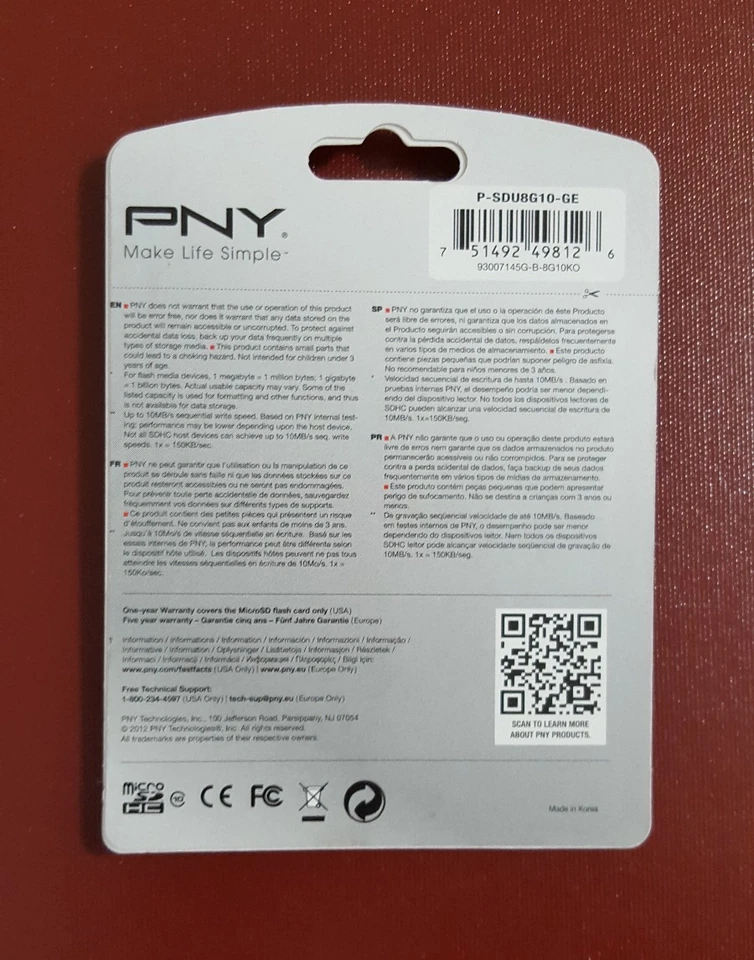 PNY®
Make Life Simple™
P-SDU8G10-GE
7 51492 49812 6
93007145G-B-8G10KO
EN ■ PNY does not warrant that the use or operation of this product
will be error free, nor does it warrant that any data stored on the
product will remain accessible or uncorrupted. To protect against
accidental data loss, back up your data frequently on multiple
types of storage media. ■ This product contains small parts that
could lead to a choking hazard. Not intended for children under 3
years of age.
* For flash media devices, 1 megabyte = 1 million bytes; 1 gigabyte
= 1 billion bytes. Actual usable capacity may vary. Some of the
listed capacity is used for formatting and other functions, and thus
is not available for data storage.
** Up to 10MB/s sequential write speed. Based on PNY internal test-
ing; performance may be lower depending upon the host device.
Not all SDHC host devices can achieve up to 10MB/s seq. write
speeds. 1x = 150KB/sec.
FR ■ PNY ne peut garantir que l'utilisation ou la manipulation de ce
produit se déroule sans faille ni que les données stockées sur ce
produit resteront accessibles ou ne seront pas endommagées.
Pour prévenir toute perte accidentelle de données, sauvegardez
fréquemment vos données sur différents types de supports.
■ Ce produit contient des petites pièces qui présentent un risque
d'étouffement. Ne convient pas aux enfants de moins de 3 ans.
** Jusqu'à 10Mo/s de vitesse séquentielle en écriture. Basé sur les
essais internes de PNY; la performance peut être différente selon
le dispositif hôte utilisé. Les dispositifs hôtes peuvent ne pas tous
atteindre les vitesses séquentielles en écriture de 10Mo/s. 1x =
150Ko/sec.
SP ■ PNY no garantiza que el uso o la operación de éste Producto
será libre de errores, ni garantiza que los datos almacenados en
el Producto seguirán accesibles o sin corrupción. Para protegerse
contra la pérdida accidental de datos, respáldelos frecuentemente
en varios tipos de medios de almacenamiento. ■ Este producto
contiene piezas pequeñas que podrían suponer peligro de asfixia.
No recomendable para niños menores de 3 años.
* Velocidad secuencial de escritura de hasta 10MB/s . Basado en
pruebas internas PNY, el desempeño podría ser menor dependi-
endo del dispositivo lector. No todos los dispositivos lectores de
SDHC pueden alcanzar una velocidad secuencial de escritura de
10MB/s. 1x=150KB/seg.
PR ■ A PNY não garante que o uso ou operação deste produto estará
livre de erros nem garante que os dados armazenados no produto
permanecerão acessíveis ou não corrompidos. Para se proteger
contra a perda acidental de dados, faça backup de seus dados
frequentemente em vários tipos de mídias de armazenamento.
■ Este produto contém peças pequenas que podem apresentar
perigo de sufocamento. Não se destina a crianças com 3 anos ou
menos.
** De gravação seqüencial velocidade de até 10MB/s. Baseado
em testes internos de PNY, o desempenho pode ser menor
dependendo do dispositivos leitor. Nem todos os dispositivos
SDHC leitor pode alcançar velocidade seqüencial de gravação de
10MB/s. 1x = 150KB/seg.
One-year Warranty covers the MicroSD flash card only (USA)
Five year warranty – Garantie cinq ans – Fünf Jahre Garantie (Europe)
† Information / Informations / Information / Información / Informazioni / Informação /
Informative / Information / Oplysninger / Lisätietoja / Informasjon / Részletek /
Informaci / Informacji / Informácií / Информация / Πληροφορίες / Bilgi için:
www.pny.com/fastfacts (USA Only) | www.pny.eu (Europe Only)
Free Technical Support:
1-800-234-4597 (USA Only) | tech-sup@pny.eu (Europe Only)
PNY Technologies, Inc., 100 Jefferson Road, Parsippany, NJ 07054
© 2012 PNY Technologies®, Inc. All rights reserved.
All trademarks are properties of their respective owners.
SCAN TO LEARN MORE
ABOUT PNY PRODUCTS.
micro
SD
HC 10 CE FC
Made in Korea